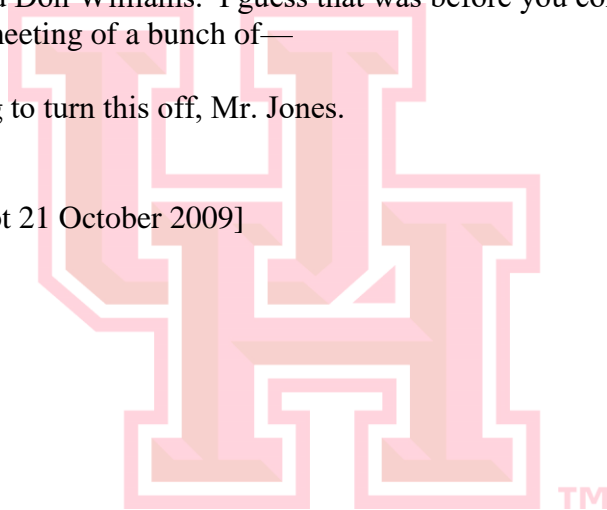 Don Williams. I guess that was before you
meeting of a bunch of—
to turn this off, Mr. Jones.
21 October 2009]
UH
TM